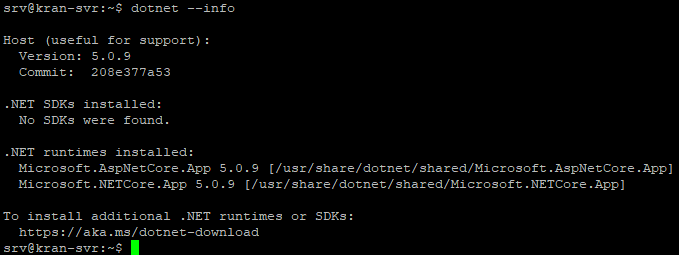 srv@kran-svr:~$ dotnet --info
Host (useful for support):
Version: 5.0.9
Commit: 208e377a53
.NET SDKs installed:
No SDKs were found.
.NET runtimes installed:
Microsoft.AspNetCore.App 5.0.9 [/usr/share/dotnet/shared/Microsoft.AspNetCore.App]
Microsoft.NETCore.App 5.0.9 [/usr/share/dotnet/shared/Microsoft.NETCore.App]
To install additional .NET runtimes or SDKs:
https://aka.ms/dotnet-download
srv@kran-svr:~$